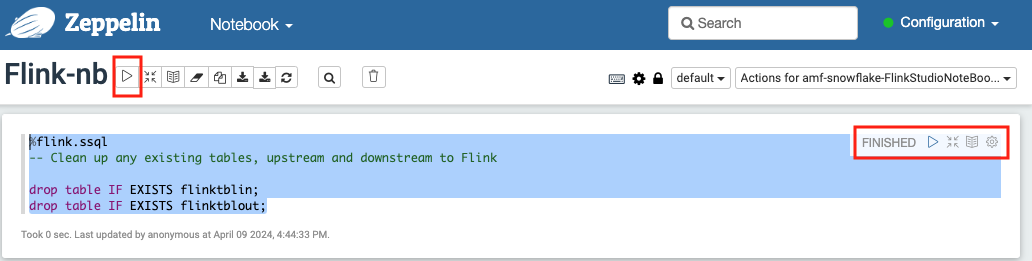 Zeppelin Notebook Search Configuration
Flink-nb default Actions for amf-snowflake-FlinkStudioNoteBoo...
%flink.ssql FINISHED
-- Clean up any existing tables, upstream and downstream to Flink
drop table IF EXISTS flinktblin;
drop table IF EXISTS flinktblout;
Took 0 sec. Last updated by anonymous at April 09 2024, 4:44:33 PM.